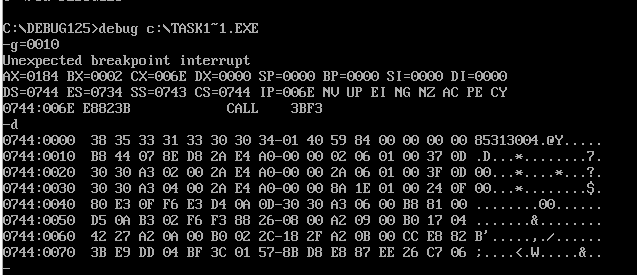 C:\DEBUG125>debug c:\TASK1~1.EXE
-g=0010
Unexpected breakpoint interrupt
AX=0184 BX=0002 CX=006E DX=0000 SP=0000 BP=0000 SI=0000 DI=0000
DS=0744 ES=0734 SS=0743 CS=0744 IP=006E NV UP EI NG NZ AC PE CY
0744:006E E8823B            CALL    3BF3
-d
0744:0000  38 35 33 31 33 30 30 34-01 40 59 84 00 00 00 00 85313004.@Y.....
0744:0010  B8 44 07 8E D8 2A E4 A0-00 00 02 06 01 00 37 0D .D...*........7.
0744:0020  30 30 A3 02 00 2A E4 A0-00 00 2A 06 01 00 3F 0D 00...*....*...?.
0744:0030  30 30 A3 04 00 2A E4 A0-00 00 8A 1E 01 00 24 0F 00...*........$.
0744:0040  80 E3 0F F6 E3 D4 0A 0D-30 30 A3 06 00 B8 81 00 ........00......
0744:0050  D5 0A B3 02 F6 F3 88 26-08 00 A2 09 00 B0 17 04 .......&........
0744:0060  42 27 A2 0A 00 B0 02 2C-18 2F A2 0B 00 CC E8 82 B'.....,./......
0744:0070  3B E9 DD 04 BF 3C 01 57-8B D8 E8 87 EE 26 C7 06 ;....<.W.....&..
-